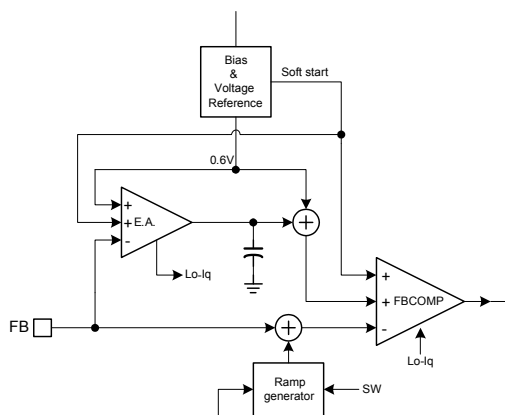 Bias
&
Voltage
Reference
Soft start
0.6V
+
+ E.A.
-
+
Lo-Iq
+
+ FBCOMP
-
FB
+
Lo-Iq
Ramp
generator
SW